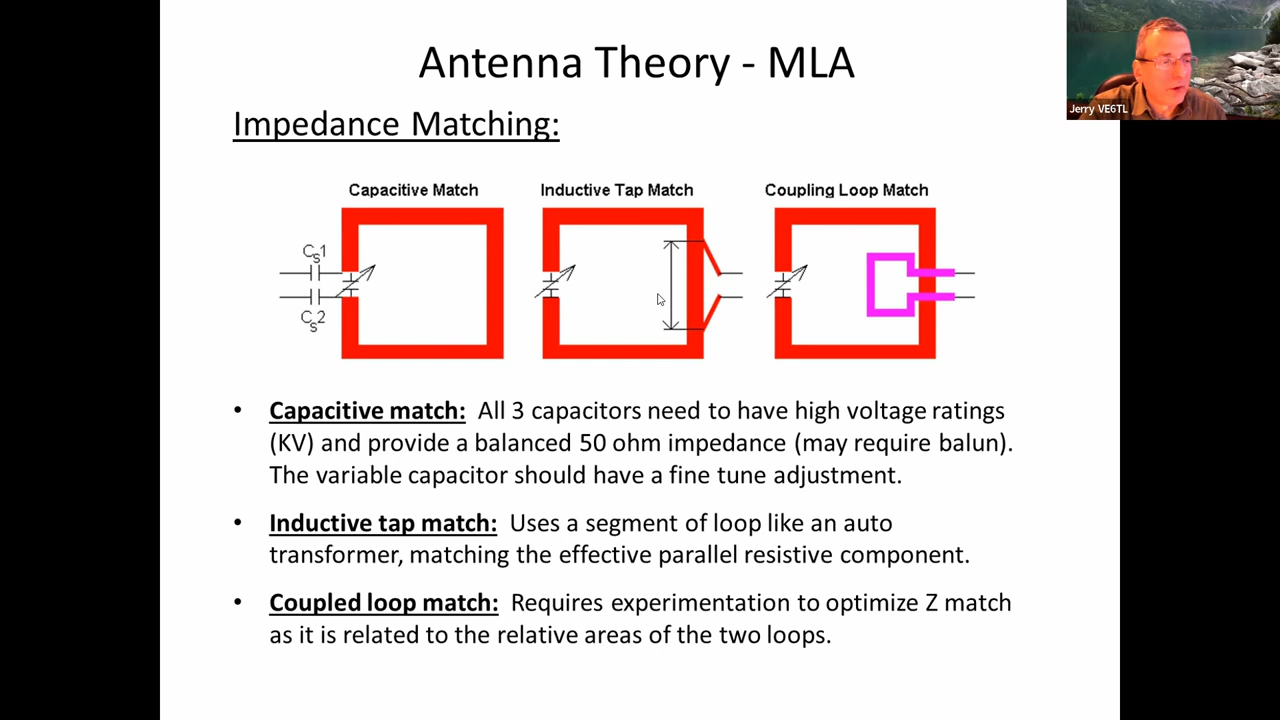 Antenna Theory - MLA
Jerry VE6TL
Impedance Matching:
Capacitive Match
Inductive Tap Match
Coupling Loop Match
Cs1
Cs2
• Capacitive match: All 3 capacitors need to have high voltage ratings
(KV) and provide a balanced 50 ohm impedance (may require balun).
The variable capacitor should have a fine tune adjustment.
• Inductive tap match: Uses a segment of loop like an auto
transformer, matching the effective parallel resistive component.
• Coupled loop match: Requires experimentation to optimize Z match
as it is related to the relative areas of the two loops.